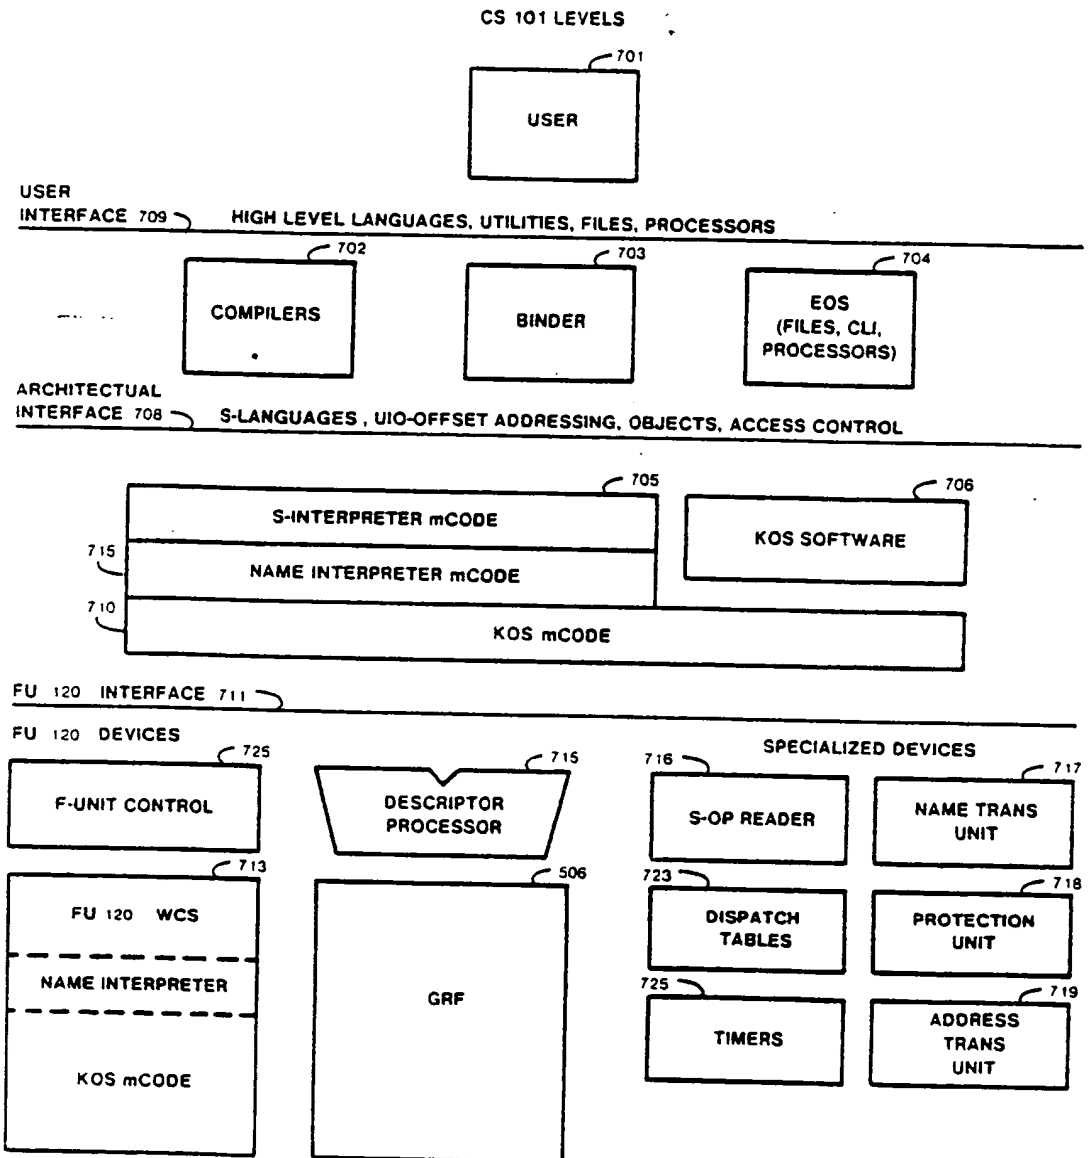 CS 101 LEVELS
701
USER
USER
INTERFACE 709
HIGH LEVEL LANGUAGES, UTILITIES, FILES, PROCESSORS
702
703
704
COMPILERS
BINDER
EOS
(FILES, CLI,
PROCESSORS)
ARCHITECTUAL
INTERFACE 708
S-LANGUAGES , UIO-OFFSET ADDRESSING, OBJECTS, ACCESS CONTROL
705
706
S-INTERPRETER mCODE
KOS SOFTWARE
715
NAME INTERPRETER mCODE
710
KOS mCODE
FU 120 INTERFACE 711
FU 120 DEVICES
SPECIALIZED DEVICES
725
715
716
717
F-UNIT CONTROL
DESCRIPTOR
PROCESSOR
S-OP READER
NAME TRANS
UNIT
713
506
723
718
FU 120 WCS
DISPATCH
TABLES
PROTECTION
UNIT
NAME INTERPRETER
GRF
725
719
KOS mCODE
TIMERS
ADDRESS
TRANS
UNIT